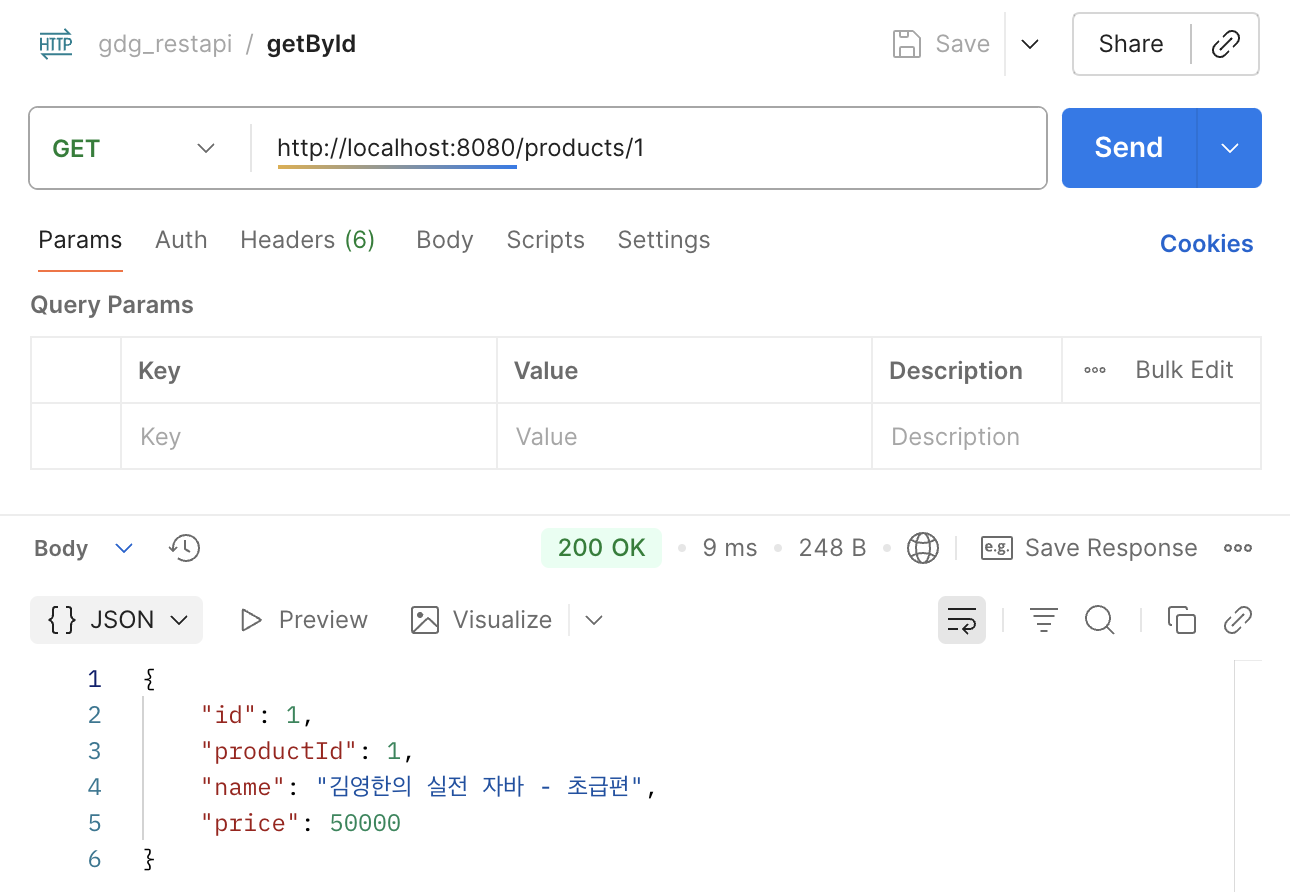 HTTP gdg_restapi / getById Save Share
GET http://localhost:8080/products/1 Send
Params Auth Headers (6) Body Scripts Settings Cookies
Query Params
Key Value Description Bulk Edit
Key Value Description
Body 200 OK 9 ms 248 B e.g. Save Response
{ } JSON Preview Visualize
1 {
2 "id": 1,
3 "productId": 1,
4 "name": "김영한의 실전 자바 - 초급편",
5 "price": 50000
6 }